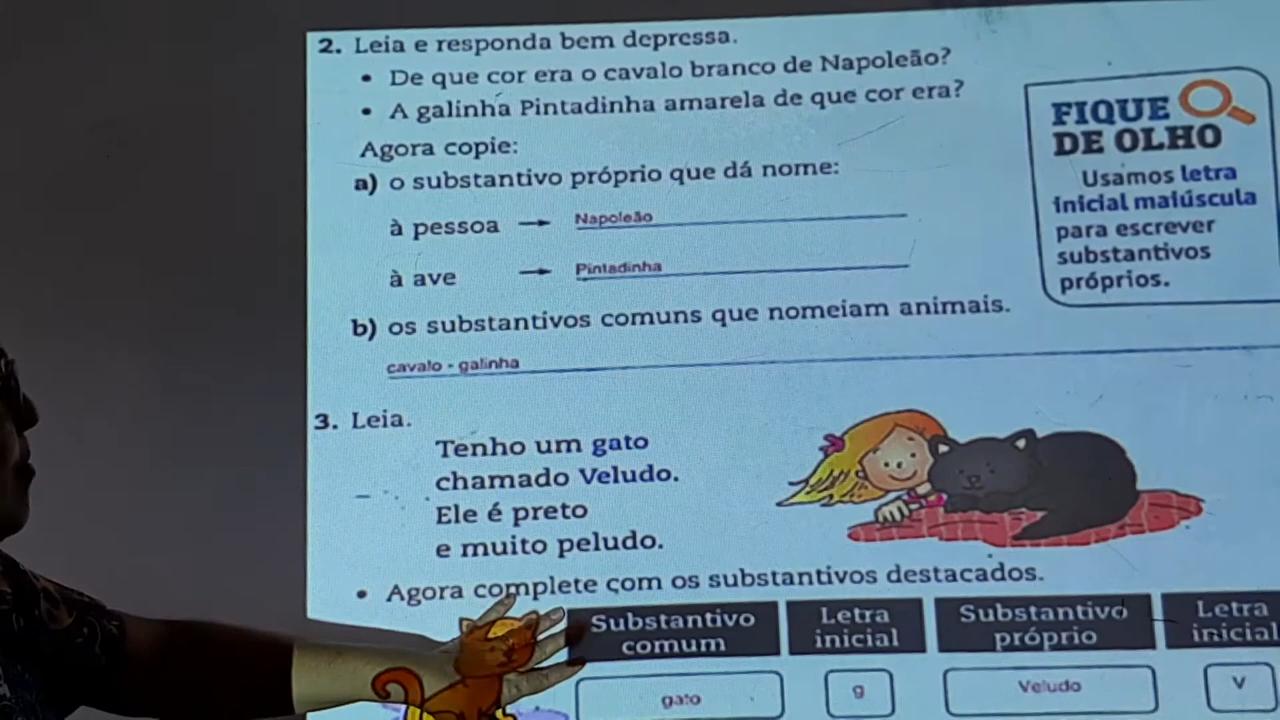 2. Leia e responda bem depressa.
• De que cor era o cavalo branco de Napoleão?
• A galinha Pintadinha amarela de que cor era?
Agora copie:
a) o substantivo próprio que dá nome:
à pessoa → Napoleão
à ave → Pintadinha
b) os substantivos comuns que nomeiam animais.
cavalo - galinha
FIQUE
DE OLHO
Usamos letra
inicial maiúscula
para escrever
substantivos
próprios.
3. Leia.
Tenho um gato
chamado Veludo.
Ele é preto
e muito peludo.
• Agora complete com os substantivos destacados.
Substantivo
comum
Letra
inicial
Substantivo
próprio
Letra
inicial
gato
g
Veludo
V